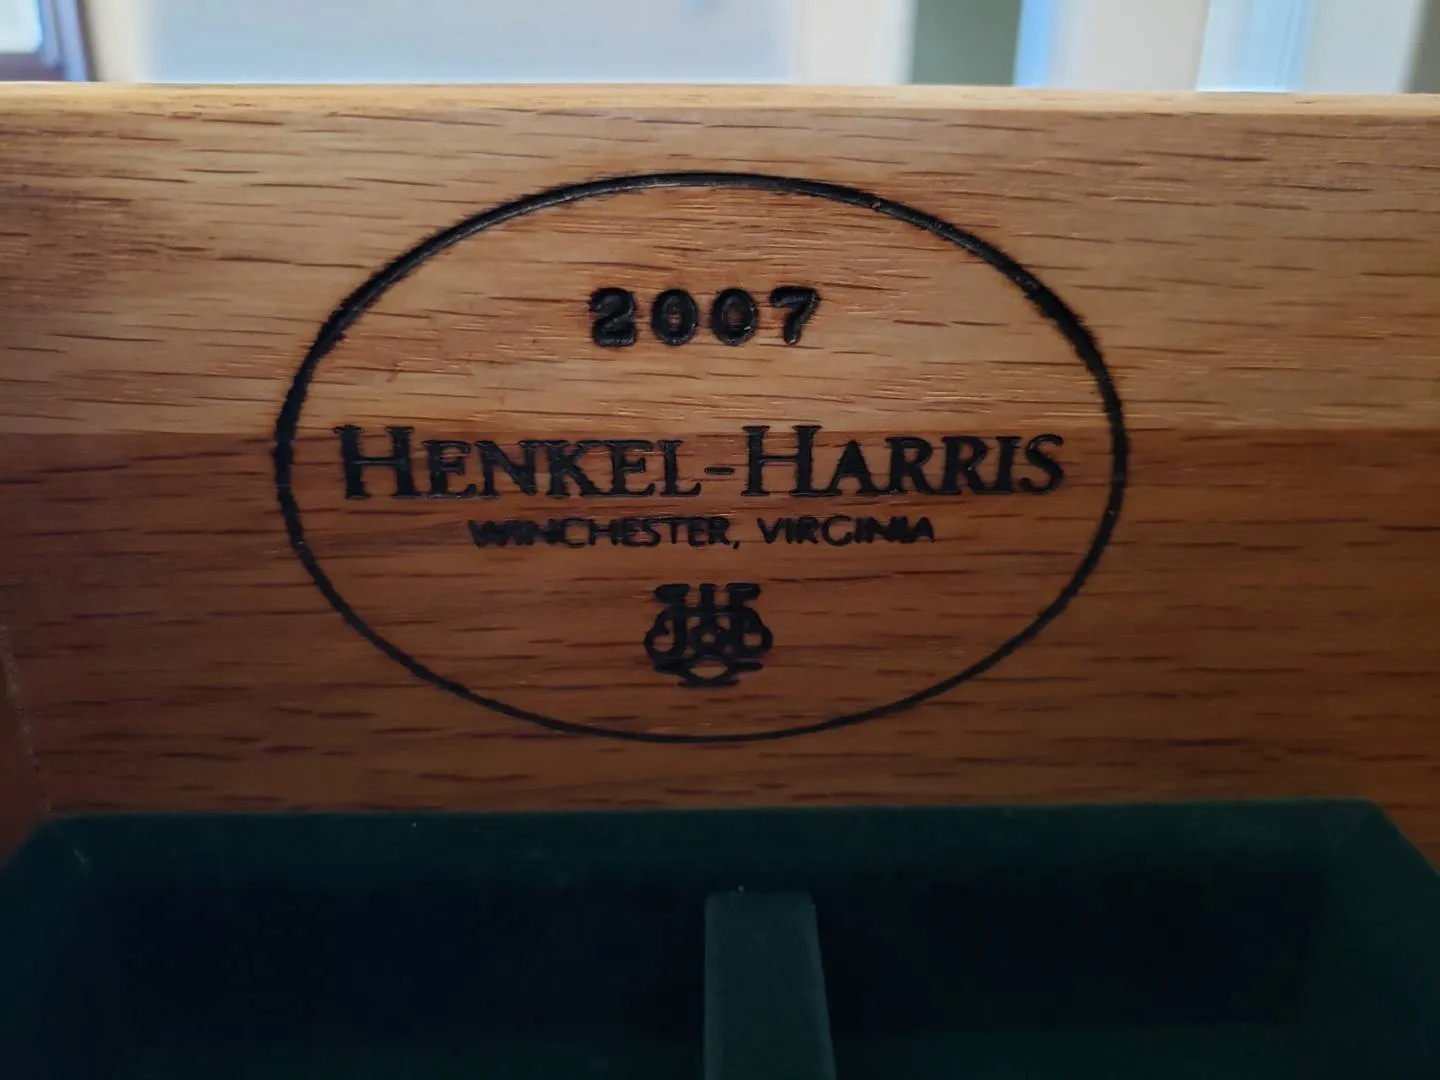 2007
HENKEL-HARRIS
WINCHESTER, VIRGINIA